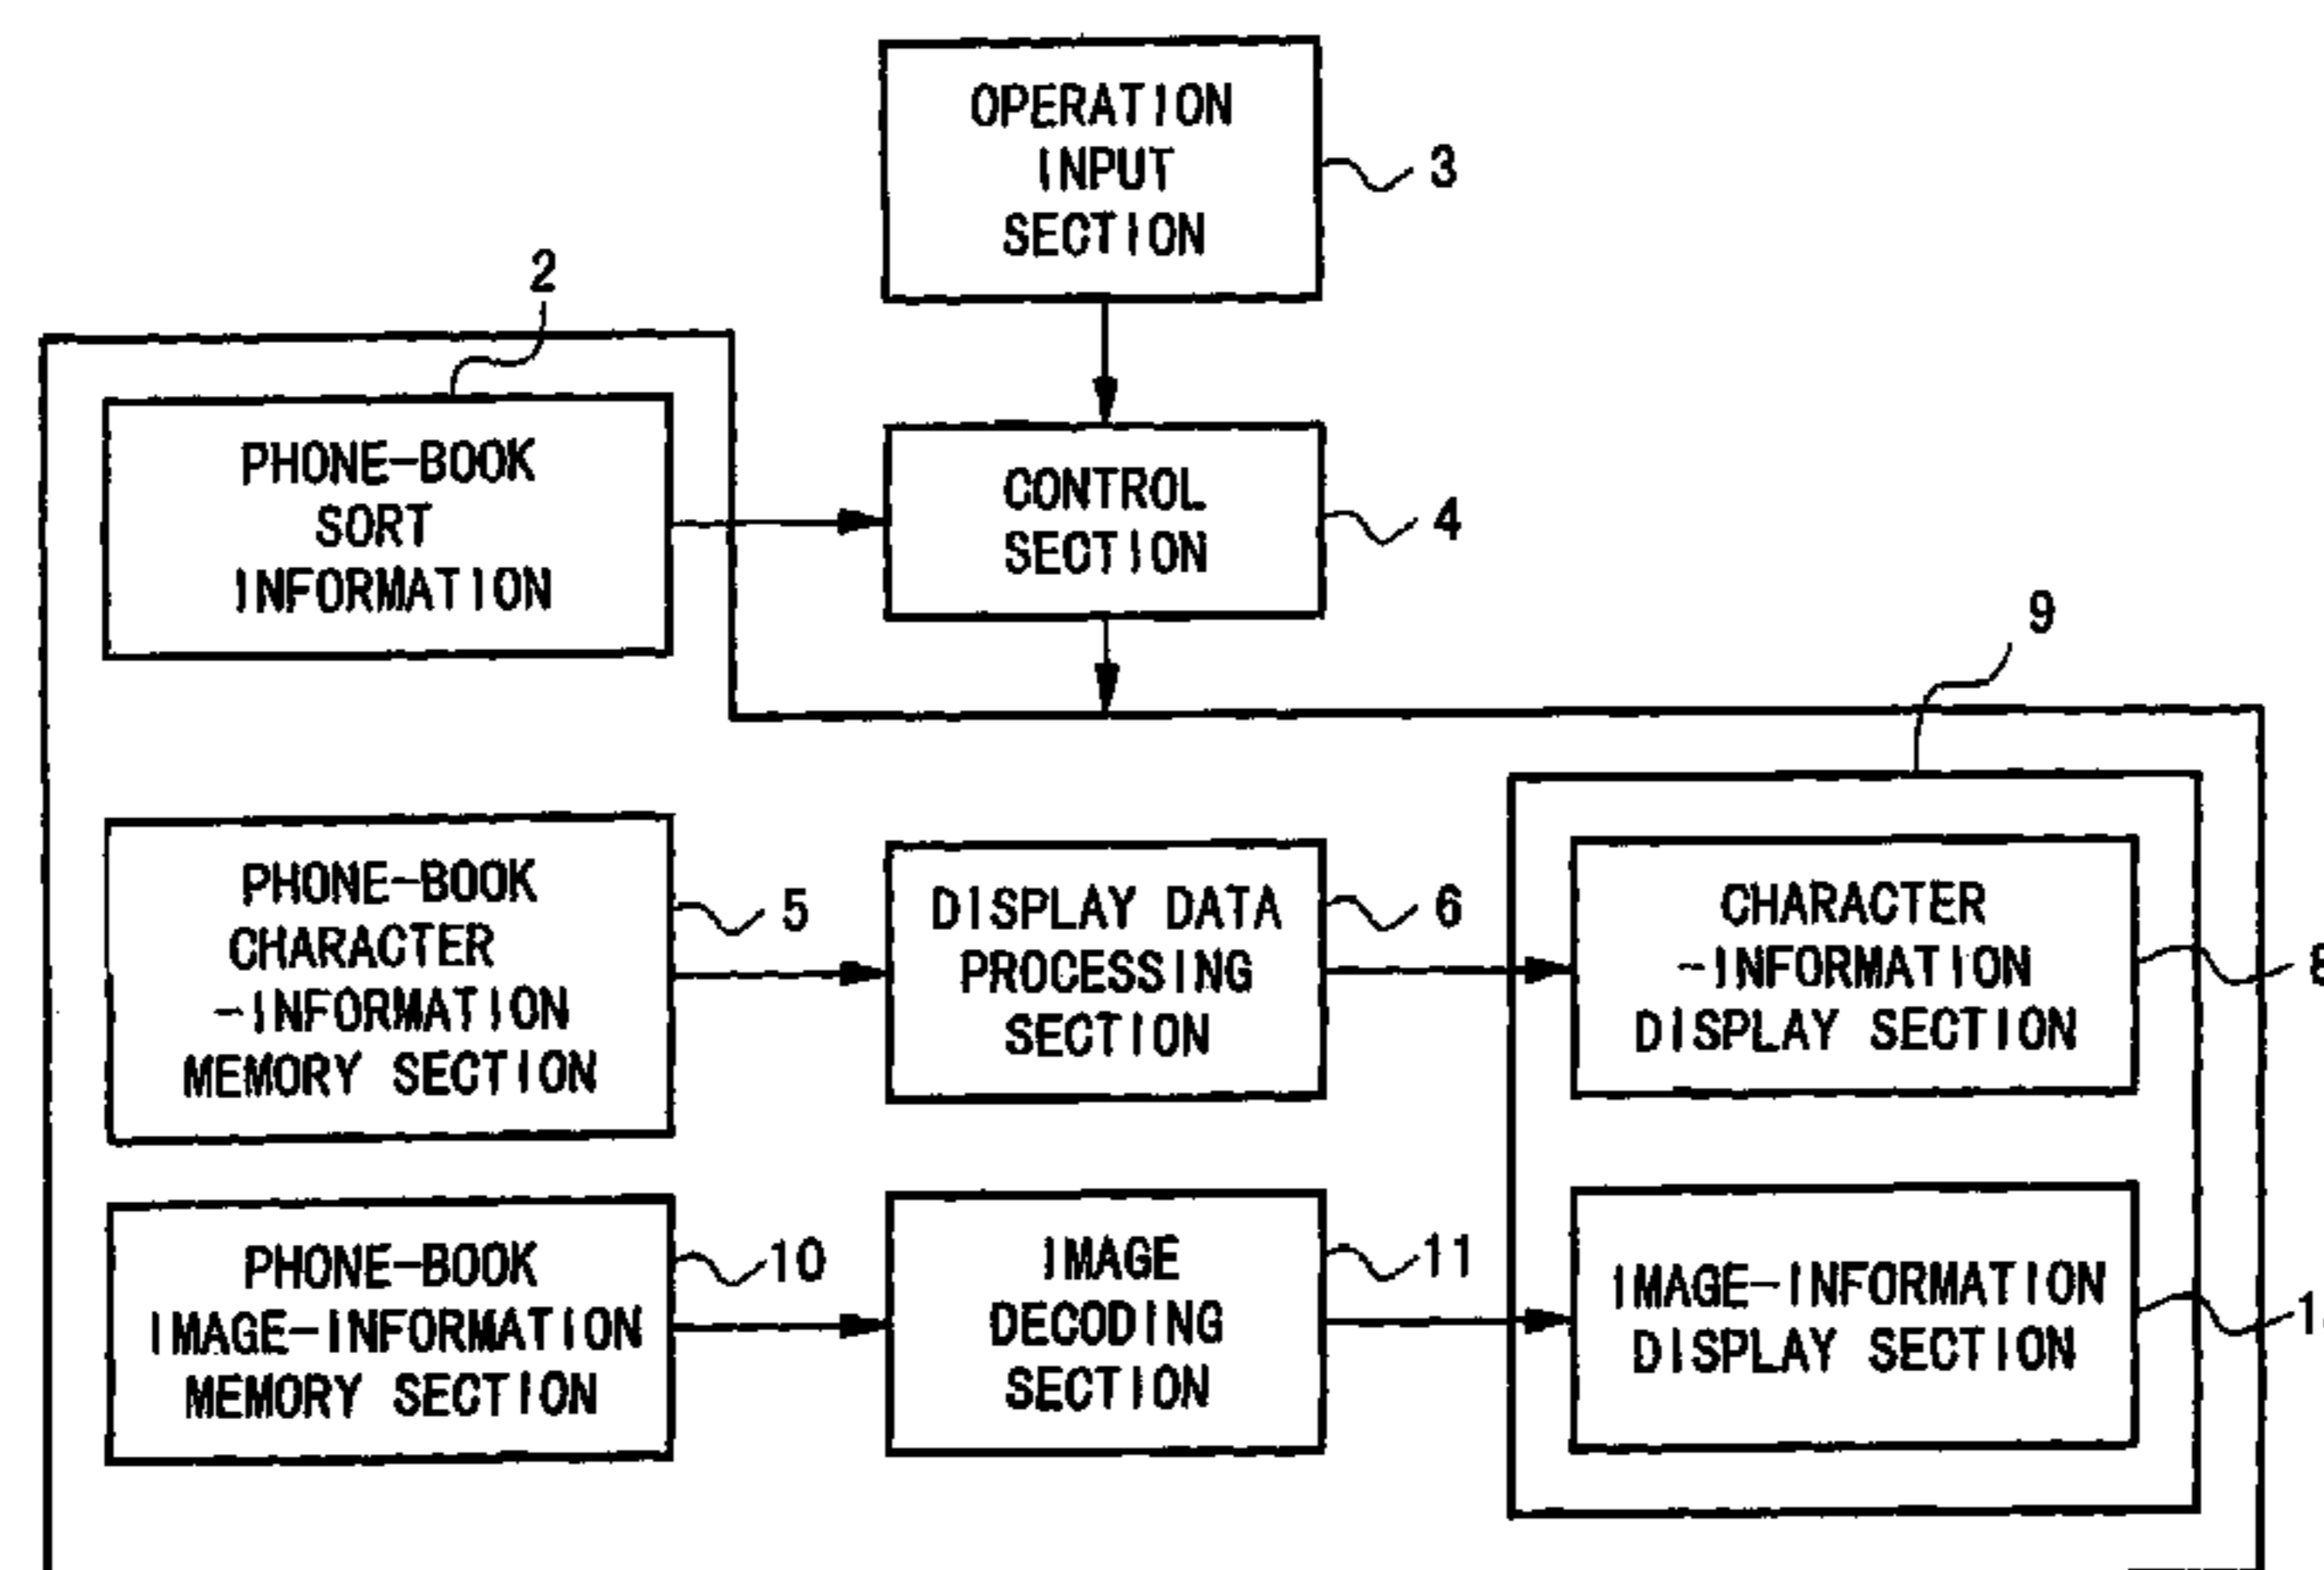 OPERATION
INPUT
SECTION
3
2
PHONE-BOOK
SORT
INFORMATION
CONTROL
SECTION
4
9
PHONE-BOOK
CHARACTER
-INFORMATION
MEMORY SECTION
5
DISPLAY DATA
PROCESSING
SECTION
6
CHARACTER
-INFORMATION
DISPLAY SECTION
8
PHONE-BOOK
IMAGE-INFORMATION
MEMORY SECTION
10
IMAGE
DECODING
SECTION
11
IMAGE-INFORMATION
DISPLAY SECTION